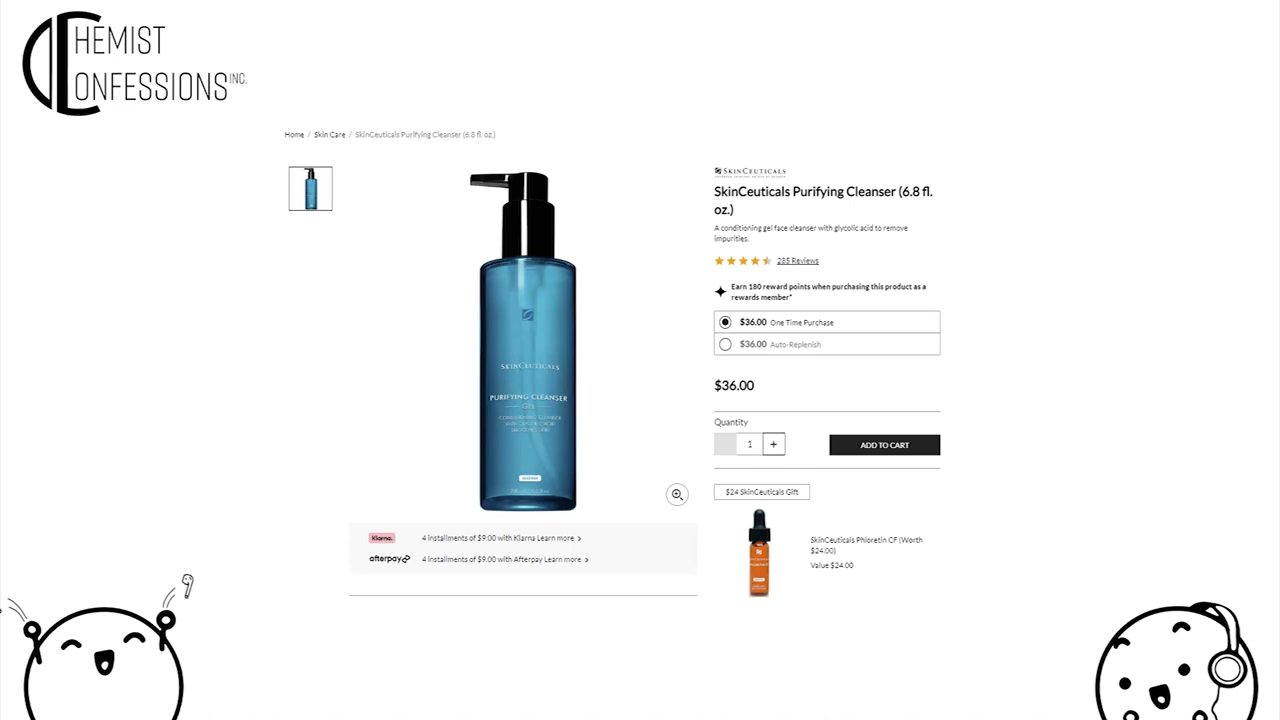 CHEMIST
CONFESSIONS INC.
Home / Skin Care / SkinCeuticals Purifying Cleanser (6.8 fl. oz.)
SKINCEUTICALS
SkinCeuticals Purifying Cleanser (6.8 fl.
oz.)
A conditioning gel face cleanser with glycolic acid to remove
impurities.
285 Reviews
Earn 180 reward points when purchasing this product as a
rewards member*
$36.00 One Time Purchase
$36.00 Auto-Replenish
$36.00
Quantity
1 +
ADD TO CART
$24 SkinCeuticals Gift
SkinCeuticals Phloretin CF (Worth
$24.00)
Value $24.00
SKINCEUTICALS
PURIFYING CLEANSER
GEL
Klarna.
4 installments of $9.00 with Klarna Learn more >
afterpay
4 installments of $9.00 with Afterpay Learn more >